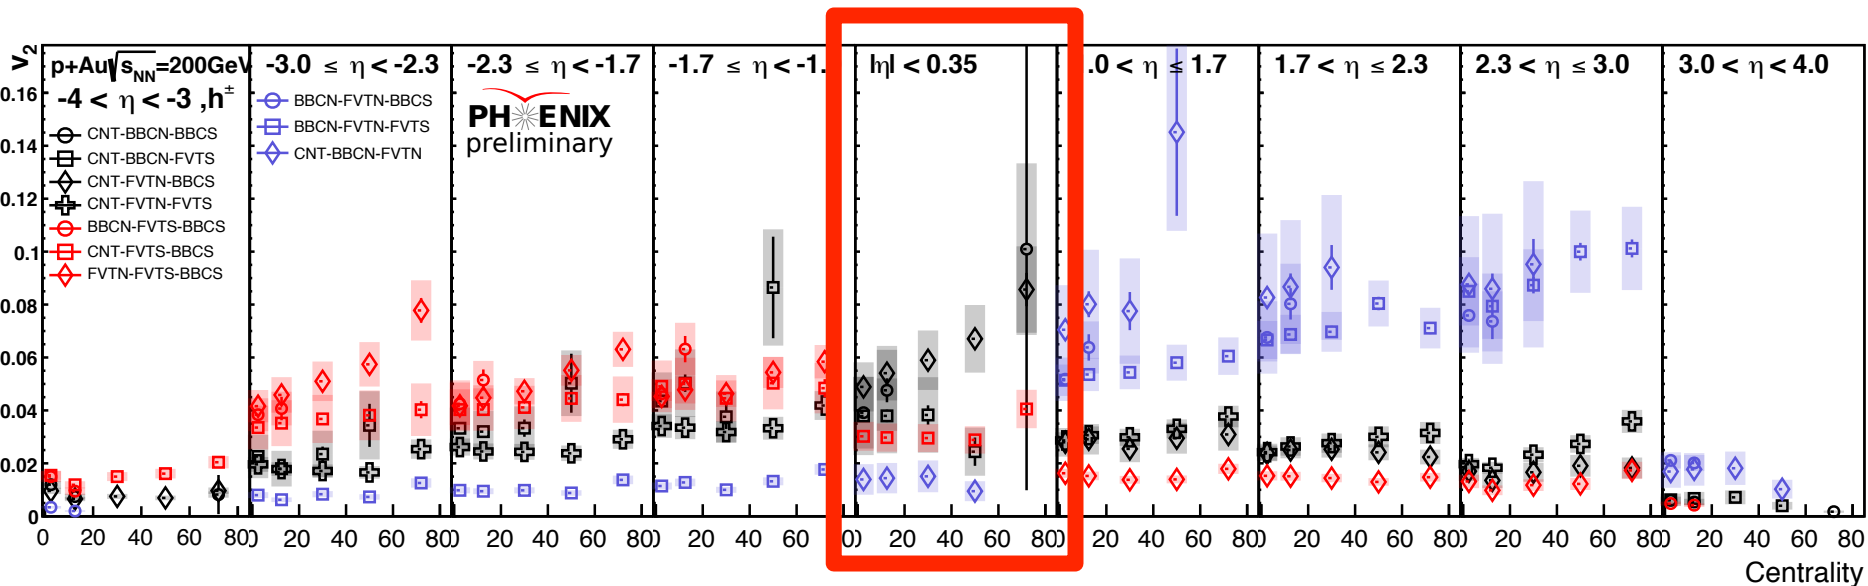 v2
p+Au√sNN=200GeV
-4 < η < -3 ,h±
CNT-BBCN-BBCS
CNT-BBCN-FVTS
CNT-FVTN-BBCS
CNT-FVTN-FVTS
BBCN-FVTS-BBCS
CNT-FVTS-BBCS
FVTN-FVTS-BBCS
-3.0 ≤ η < -2.3
BBCN-FVTN-BBCS
BBCN-FVTN-FVTS
CNT-BBCN-FVTN
-2.3 ≤ η < -1.7
PHENIX
preliminary
-1.7 ≤ η < -1.
|η| < 0.35
.0 < η ≤ 1.7
1.7 < η ≤ 2.3
2.3 < η ≤ 3.0
3.0 < η < 4.0
0.16
0.14
0.12
0.1
0.08
0.06
0.04
0.02
0
0 20 40 60 80 20 40 60 80 20 40 60 80 20 40 60 20 40 60 80 20 40 60 80 20 40 60 80 20 40 60 80 20 40 60 80
Centrality